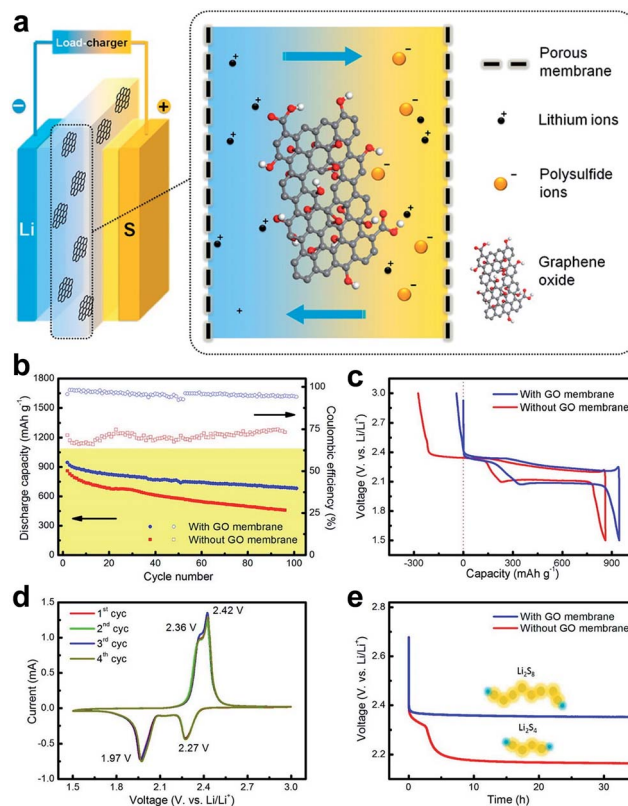 a
Load-charger
Li
S
Porous
membrane
Lithium ions
Polysulfide
ions
Graphene
oxide
b
Discharge capacity (mAh g⁻¹)
1800
1500
1200
900
600
300
0
0 20 40 60 80 100
Cycle number
100
75
50
25
0
Coulombic efficiency (%)
With GO membrane
Without GO membrane
c
Voltage (V. vs. Li/Li⁺)
3.0
2.7
2.4
2.1
1.8
1.5
-300 0 300 600 900
Capacity (mAh g⁻¹)
With GO membrane
Without GO membrane
d
Current (mA)
1.5
1.0
0.5
0.0
-0.5
-1.0
1.5 1.8 2.1 2.4 2.7 3.0
Voltage (V. vs. Li/Li⁺)
1ˢᵗ cyc
2ⁿᵈ cyc
3ʳᵈ cyc
4ᵗʰ cyc
2.42 V
2.36 V
2.27 V
1.97 V
e
Voltage (V. vs. Li/Li⁺)
2.8
2.6
2.4
2.2
0 10 20 30
Time (h)
With GO membrane
Without GO membrane
Li₂S₈
Li₂S₄